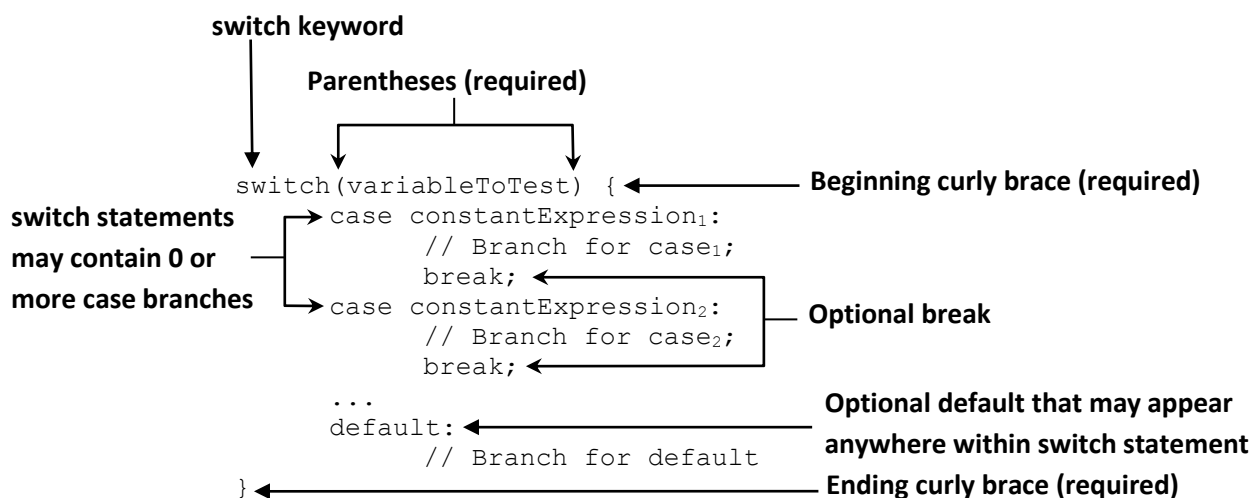 switch keyword
Parentheses (required)
switch(variableToTest) {
Beginning curly brace (required)
switch statements
may contain 0 or
more case branches
case constantExpression₁:
// Branch for case₁;
break;
case constantExpression₂:
// Branch for case₂;
break;
Optional break
...
default:
// Branch for default
Optional default that may appear
anywhere within switch statement
}
Ending curly brace (required)